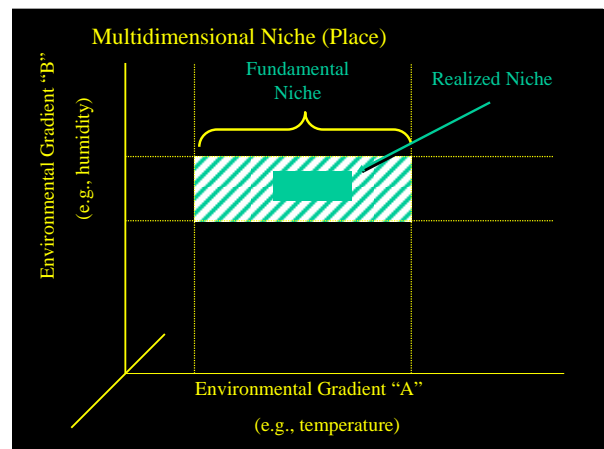 Multidimensional Niche (Place)
Fundamental
Niche
Realized Niche
Environmental Gradient “B”
(e.g., humidity)
Environmental Gradient “A”
(e.g., temperature)